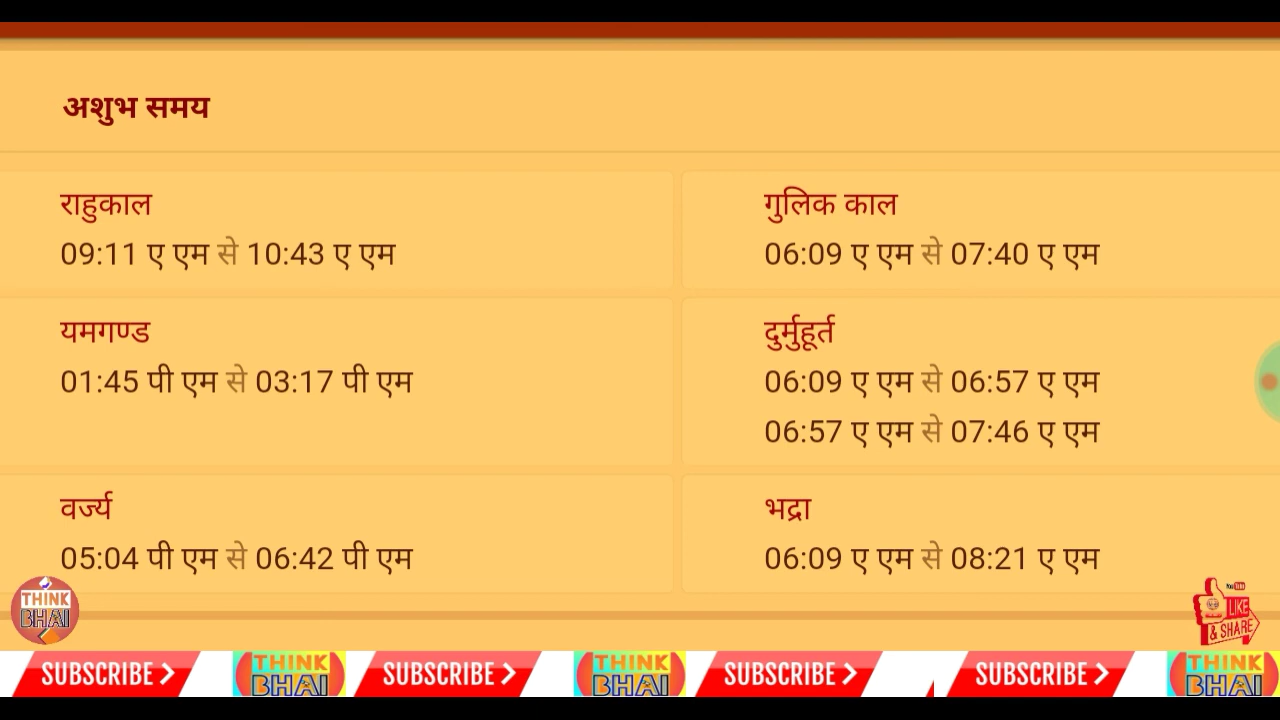 अशुभ समय
राहुकाल
09:11 ए एम से 10:43 ए एम
गुलिक काल
06:09 ए एम से 07:40 ए एम
यमगण्ड
01:45 पी एम से 03:17 पी एम
दुर्मुहूर्त
06:09 ए एम से 06:57 ए एम
06:57 ए एम से 07:46 ए एम
वर्ज्य
05:04 पी एम से 06:42 पी एम
भद्रा
06:09 ए एम से 08:21 ए एम
THINK
BHAI
YouTube
LIKE
& SHARE
SUBSCRIBE
THINK
BHAI
SUBSCRIBE
THINK
BHAI
SUBSCRIBE
SUBSCRIBE
THINK
BHAI